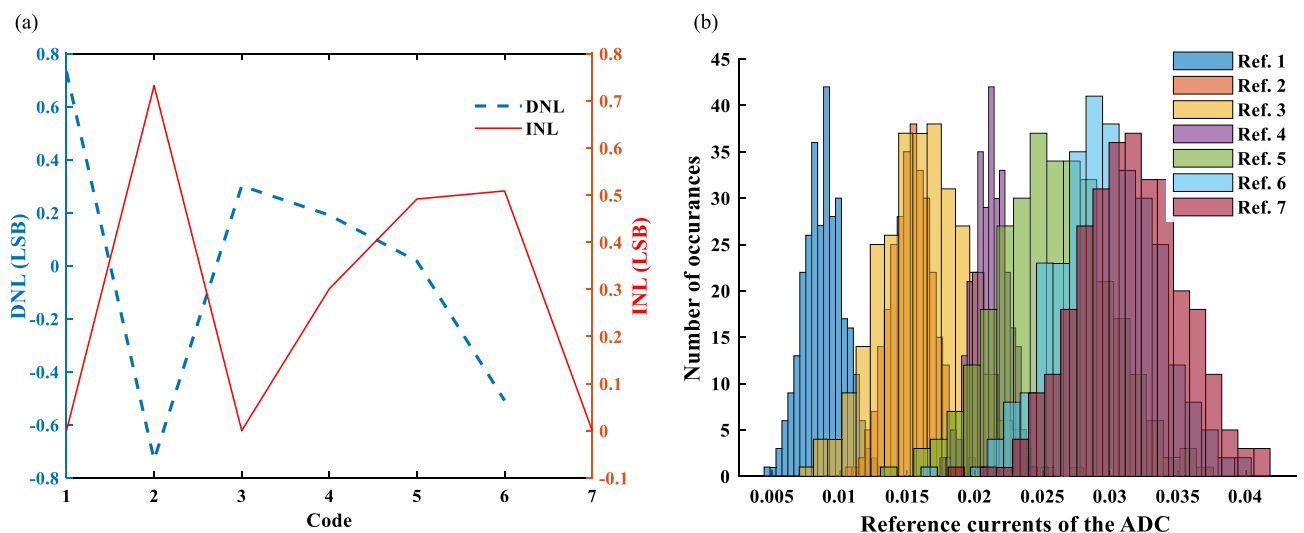 (a)
0.8
0.6
0.4
0.2
0
-0.2
-0.4
-0.6
-0.8
DNL (LSB)
1
2
3
4
5
6
7
Code
DNL
INL
0.8
0.7
0.6
0.5
0.4
0.3
0.2
0.1
0
-0.1
INL (LSB)
(b)
45
40
35
30
25
20
15
10
5
0
Number of occurances
0.005
0.01
0.015
0.02
0.025
0.03
0.035
0.04
Reference currents of the ADC
Ref. 1
Ref. 2
Ref. 3
Ref. 4
Ref. 5
Ref. 6
Ref. 7